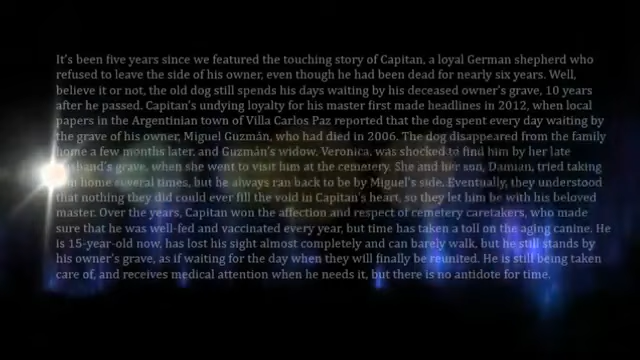 It's been five years since we featured the touching story of Capitan, a loyal German shepherd who
refused to leave the side of his owner, even though he had been dead for nearly six years. Well,
believe it or not, the old dog still spends his days waiting by his deceased owner's grave, 10 years
after he passed. Capitan's undying loyalty for his master first made headlines in 2012, when local
papers in the Argentinian town of Villa Carlos Paz reported that the dog spent every day waiting by
the grave of his owner, Miguel Guzmán, who had died in 2006. The dog disappeared from the family
home a few months later, and Guzmán's widow, Veronica, was shocked to find him by her late
husband's grave, when she went to visit him at the cemetery. She and her son, Damian, tried taking
him home several times, but he always ran back to be by Miguel's side. Eventually, they understood
that nothing they did could ever fill the void in Capitan's heart, so they let him be with his beloved
master. Over the years, Capitan won the affection and respect of cemetery caretakers, who made
sure that he was well-fed and vaccinated every year, but time has taken a toll on the aging canine. He
is 15-year-old now, has lost his sight almost completely and can barely walk, but he still stands by
his owner's grave, as if waiting for the day when they will finally be reunited. He is still being taken
care of, and receives medical attention when he needs it, but there is no antidote for time.